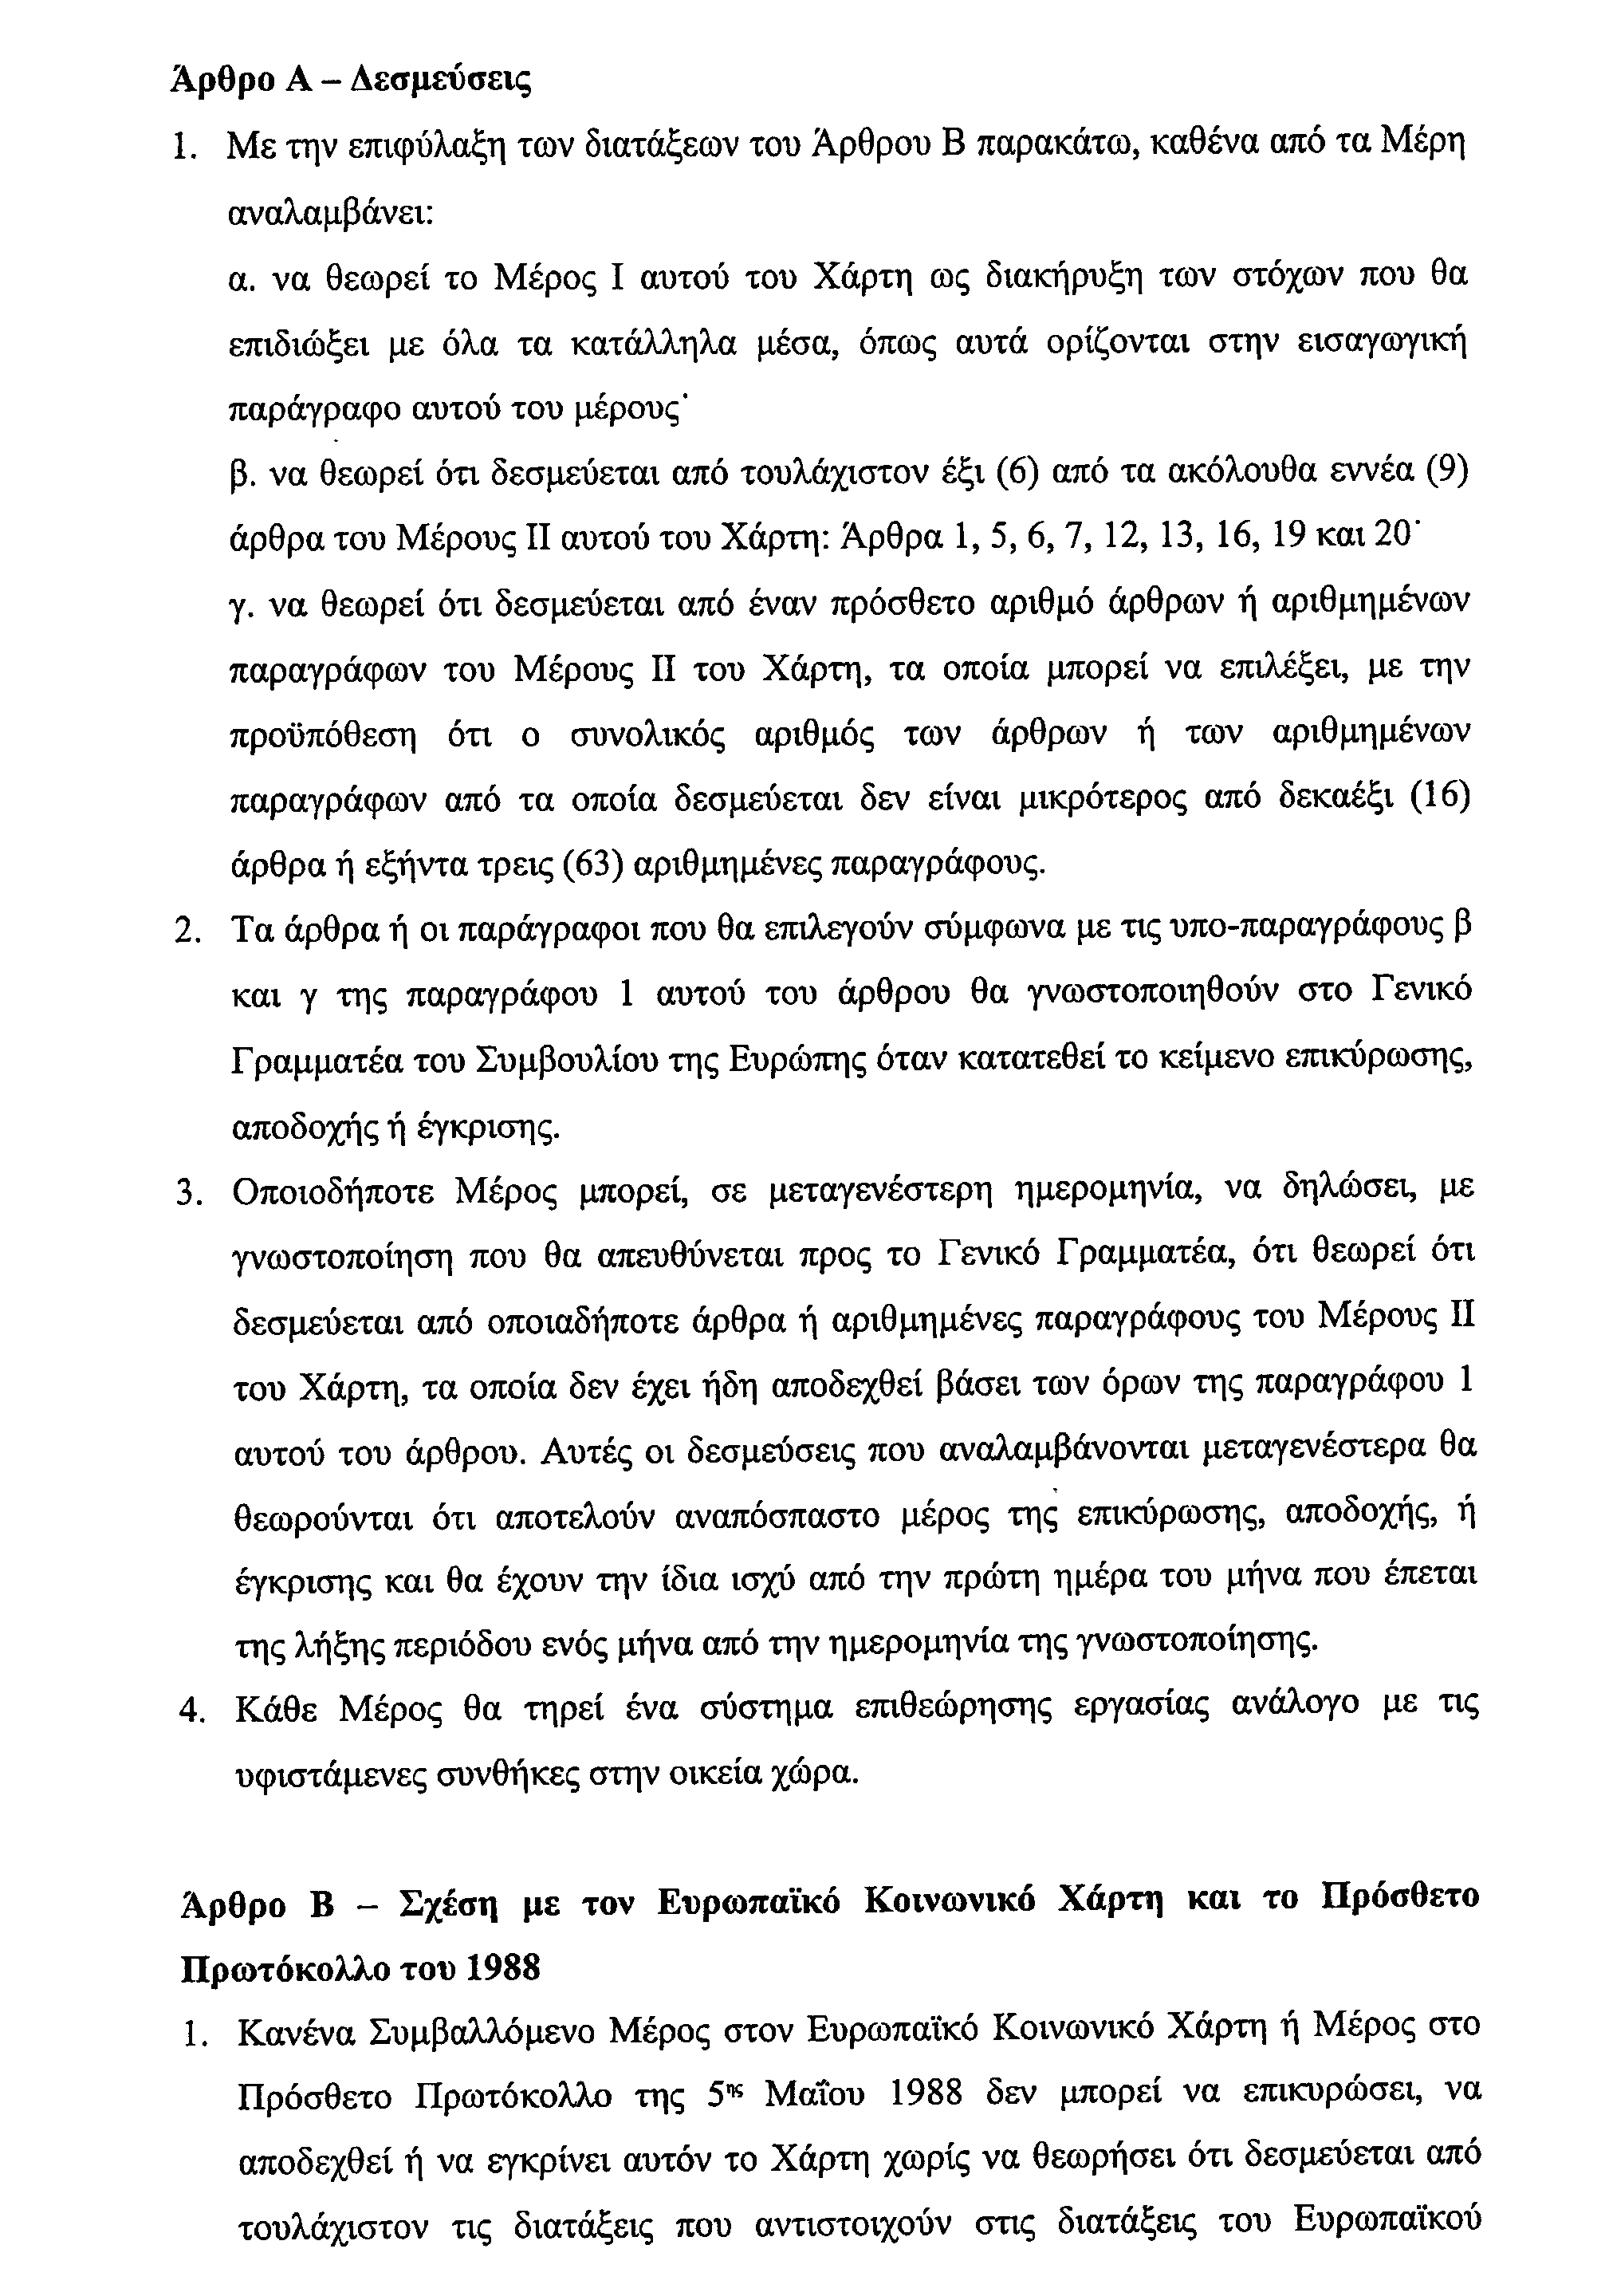 Άρθρο Α – Δεσμεύσεις
1. Με την επιφύλαξη των διατάξεων του Άρθρου Β παρακάτω, καθένα από τα Μέρη
αναλαμβάνει:
α. να θεωρεί το Μέρος Ι αυτού του Χάρτη ως διακήρυξη των στόχων που θα
επιδιώξει με όλα τα κατάλληλα μέσα, όπως αυτά ορίζονται στην εισαγωγική
παράγραφο αυτού του μέρους˙
β. να θεωρεί ότι δεσμεύεται από τουλάχιστον έξι (6) από τα ακόλουθα εννέα (9)
άρθρα του Μέρους ΙΙ αυτού του Χάρτη: Άρθρα 1, 5, 6, 7, 12, 13, 16, 19 και 20˙
γ. να θεωρεί ότι δεσμεύεται από έναν πρόσθετο αριθμό άρθρων ή αριθμημένων
παραγράφων του Μέρους ΙΙ του Χάρτη, τα οποία μπορεί να επιλέξει, με την
προϋπόθεση ότι ο συνολικός αριθμός των άρθρων ή των αριθμημένων
παραγράφων από τα οποία δεσμεύεται δεν είναι μικρότερος από δεκαέξι (16)
άρθρα ή εξήντα τρεις (63) αριθμημένες παραγράφους.
2. Τα άρθρα ή οι παράγραφοι που θα επιλεγούν σύμφωνα με τις υπο-παραγράφους β
και γ της παραγράφου 1 αυτού του άρθρου θα γνωστοποιηθούν στο Γενικό
Γραμματέα του Συμβουλίου της Ευρώπης όταν κατατεθεί το κείμενο επικύρωσης,
αποδοχής ή έγκρισης.
3. Οποιοδήποτε Μέρος μπορεί, σε μεταγενέστερη ημερομηνία, να δηλώσει, με
γνωστοποίηση που θα απευθύνεται προς το Γενικό Γραμματέα, ότι θεωρεί ότι
δεσμεύεται από οποιαδήποτε άρθρα ή αριθμημένες παραγράφους του Μέρους ΙΙ
του Χάρτη, τα οποία δεν έχει ήδη αποδεχθεί βάσει των όρων της παραγράφου 1
αυτού του άρθρου. Αυτές οι δεσμεύσεις που αναλαμβάνονται μεταγενέστερα θα
θεωρούνται ότι αποτελούν αναπόσπαστο μέρος της επικύρωσης, αποδοχής, ή
έγκρισης και θα έχουν την ίδια ισχύ από την πρώτη ημέρα του μήνα που έπεται
της λήξης περιόδου ενός μήνα από την ημερομηνία της γνωστοποίησης.
4. Κάθε Μέρος θα τηρεί ένα σύστημα επιθεώρησης εργασίας ανάλογο με τις
υφιστάμενες συνθήκες στην οικεία χώρα.
Άρθρο Β – Σχέση με τον Ευρωπαϊκό Κοινωνικό Χάρτη και το Πρόσθετο
Πρωτόκολλο του 1988
1. Κανένα Συμβαλλόμενο Μέρος στον Ευρωπαϊκό Κοινωνικό Χάρτη ή Μέρος στο
Πρόσθετο Πρωτόκολλο της 5ης Μαΐου 1988 δεν μπορεί να επικυρώσει, να
αποδεχθεί ή να εγκρίνει αυτόν το Χάρτη χωρίς να θεωρήσει ότι δεσμεύεται από
τουλάχιστον τις διατάξεις που αντιστοιχούν στις διατάξεις του Ευρωπαϊκού